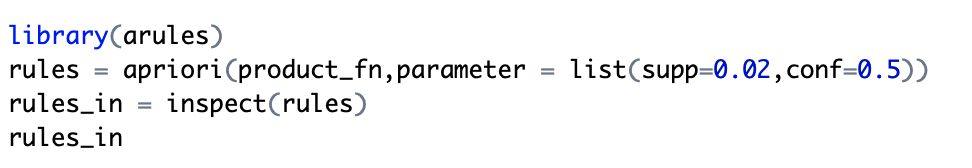 library(arules)
rules = apriori(product_fn,parameter = list(supp=0.02,conf=0.5))
rules_in = inspect(rules)
rules_in